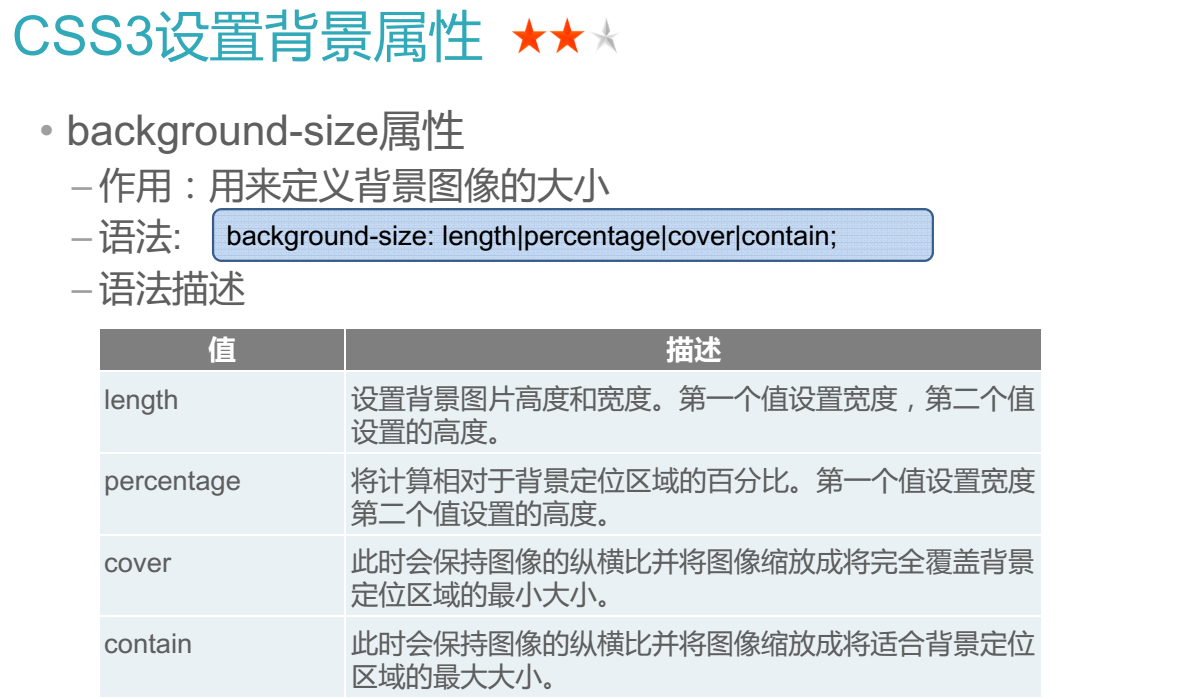 CSS3设置背景属性
• background-size属性
– 作用：用来定义背景图像的大小
– 语法:
background-size: length|percentage|cover|contain;
– 语法描述
值 描述
length 设置背景图片高度和宽度。第一个值设置宽度，第二个值
设置的高度。
percentage 将计算相对于背景定位区域的百分比。第一个值设置宽度
第二个值设置的高度。
cover 此时会保持图像的纵横比并将图像缩放成将完全覆盖背景
定位区域的最小大小。
contain 此时会保持图像的纵横比并将图像缩放成将适合背景定位
区域的最大大小。